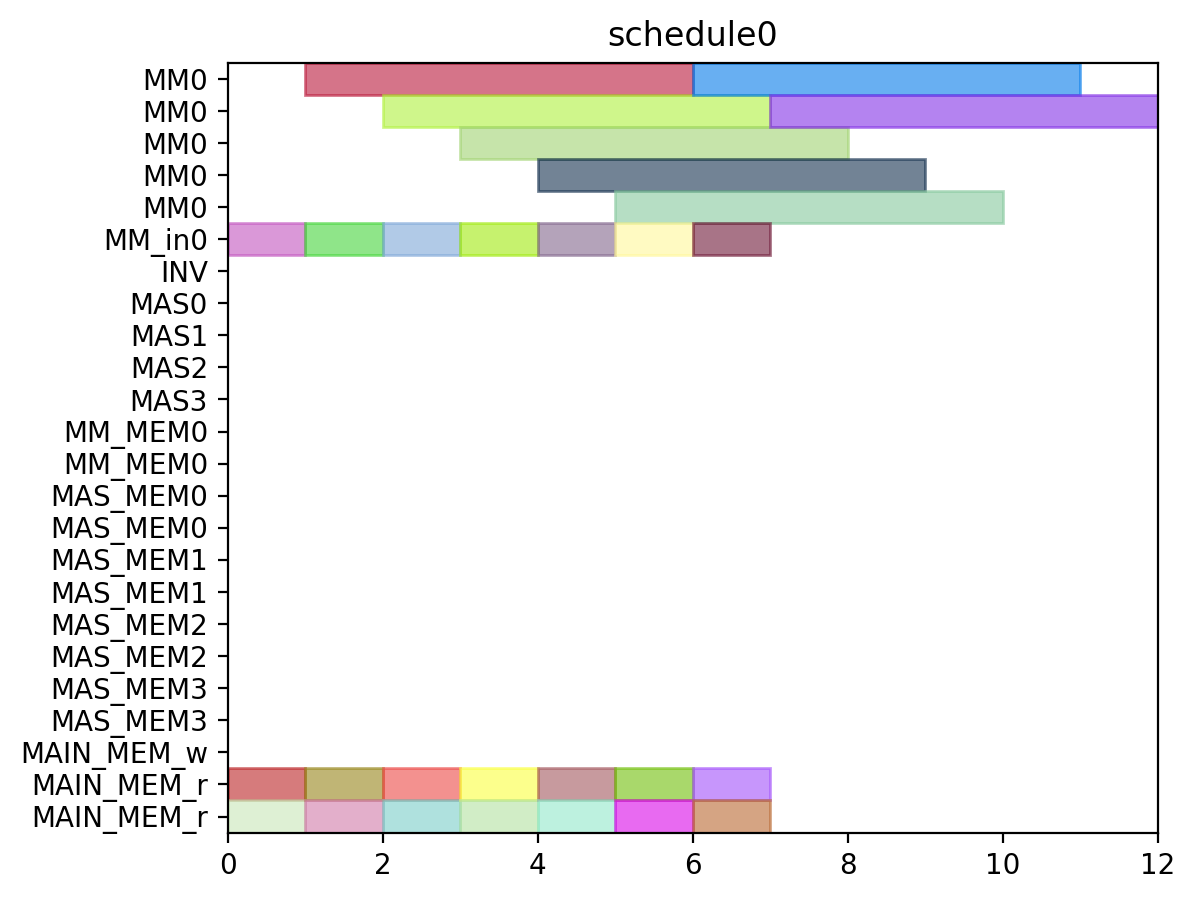 schedule0
MM0
MM0
MM0
MM0
MM0
MM_in0
INV
MAS0
MAS1
MAS2
MAS3
MM_MEM0
MM_MEM0
MAS_MEM0
MAS_MEM0
MAS_MEM1
MAS_MEM1
MAS_MEM2
MAS_MEM2
MAS_MEM3
MAS_MEM3
MAIN_MEM_w
MAIN_MEM_r
MAIN_MEM_r
0 2 4 6 8 10 12